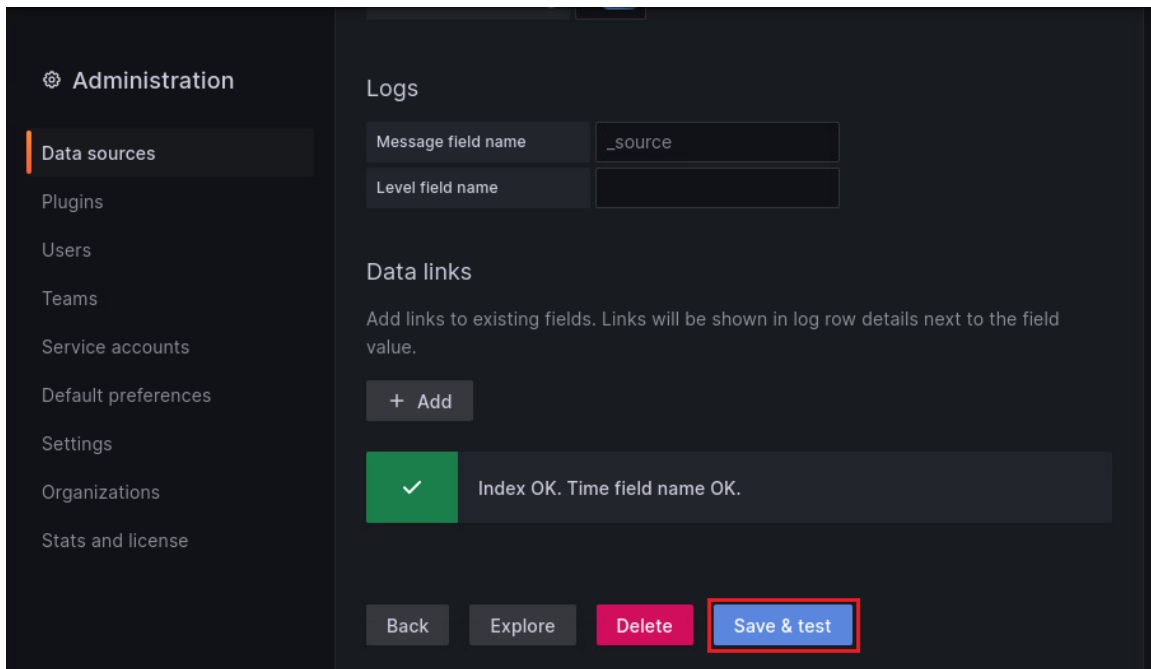 Administration
Data sources
Plugins
Users
Teams
Service accounts
Default preferences
Settings
Organizations
Stats and license
Logs
Message field name
_source
Level field name
Data links
Add links to existing fields. Links will be shown in log row details next to the field
value.
+ Add
Index OK. Time field name OK.
Back Explore Delete Save & test